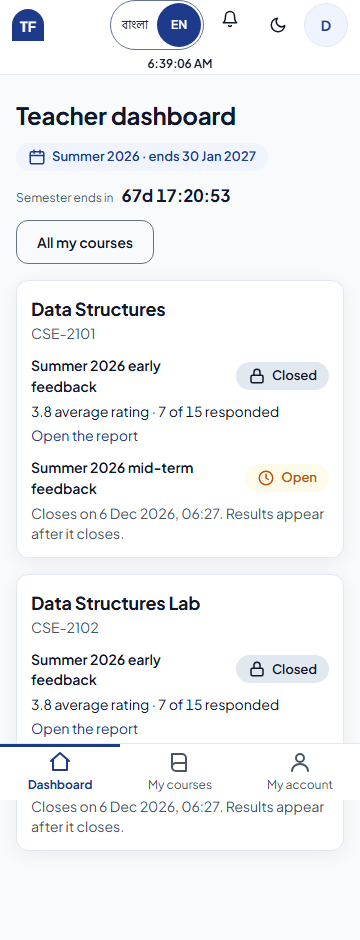 TF
বাংলা
EN
D
6:39:06 AM
Teacher dashboard
Summer 2026 · ends 30 Jan 2027
Semester ends in 67d 17:20:53
All my courses
Data Structures
CSE-2101
Summer 2026 early
feedback
Closed
3.8 average rating · 7 of 15 responded
Open the report
Summer 2026 mid-term
feedback
Open
Closes on 6 Dec 2026, 06:27. Results appear
after it closes.
Data Structures Lab
CSE-2102
Summer 2026 early
feedback
Closed
3.8 average rating · 7 of 15 responded
Open the report
Dashboard
My courses
My account
Closes on 6 Dec 2026, 06:27. Results appear
after it closes.